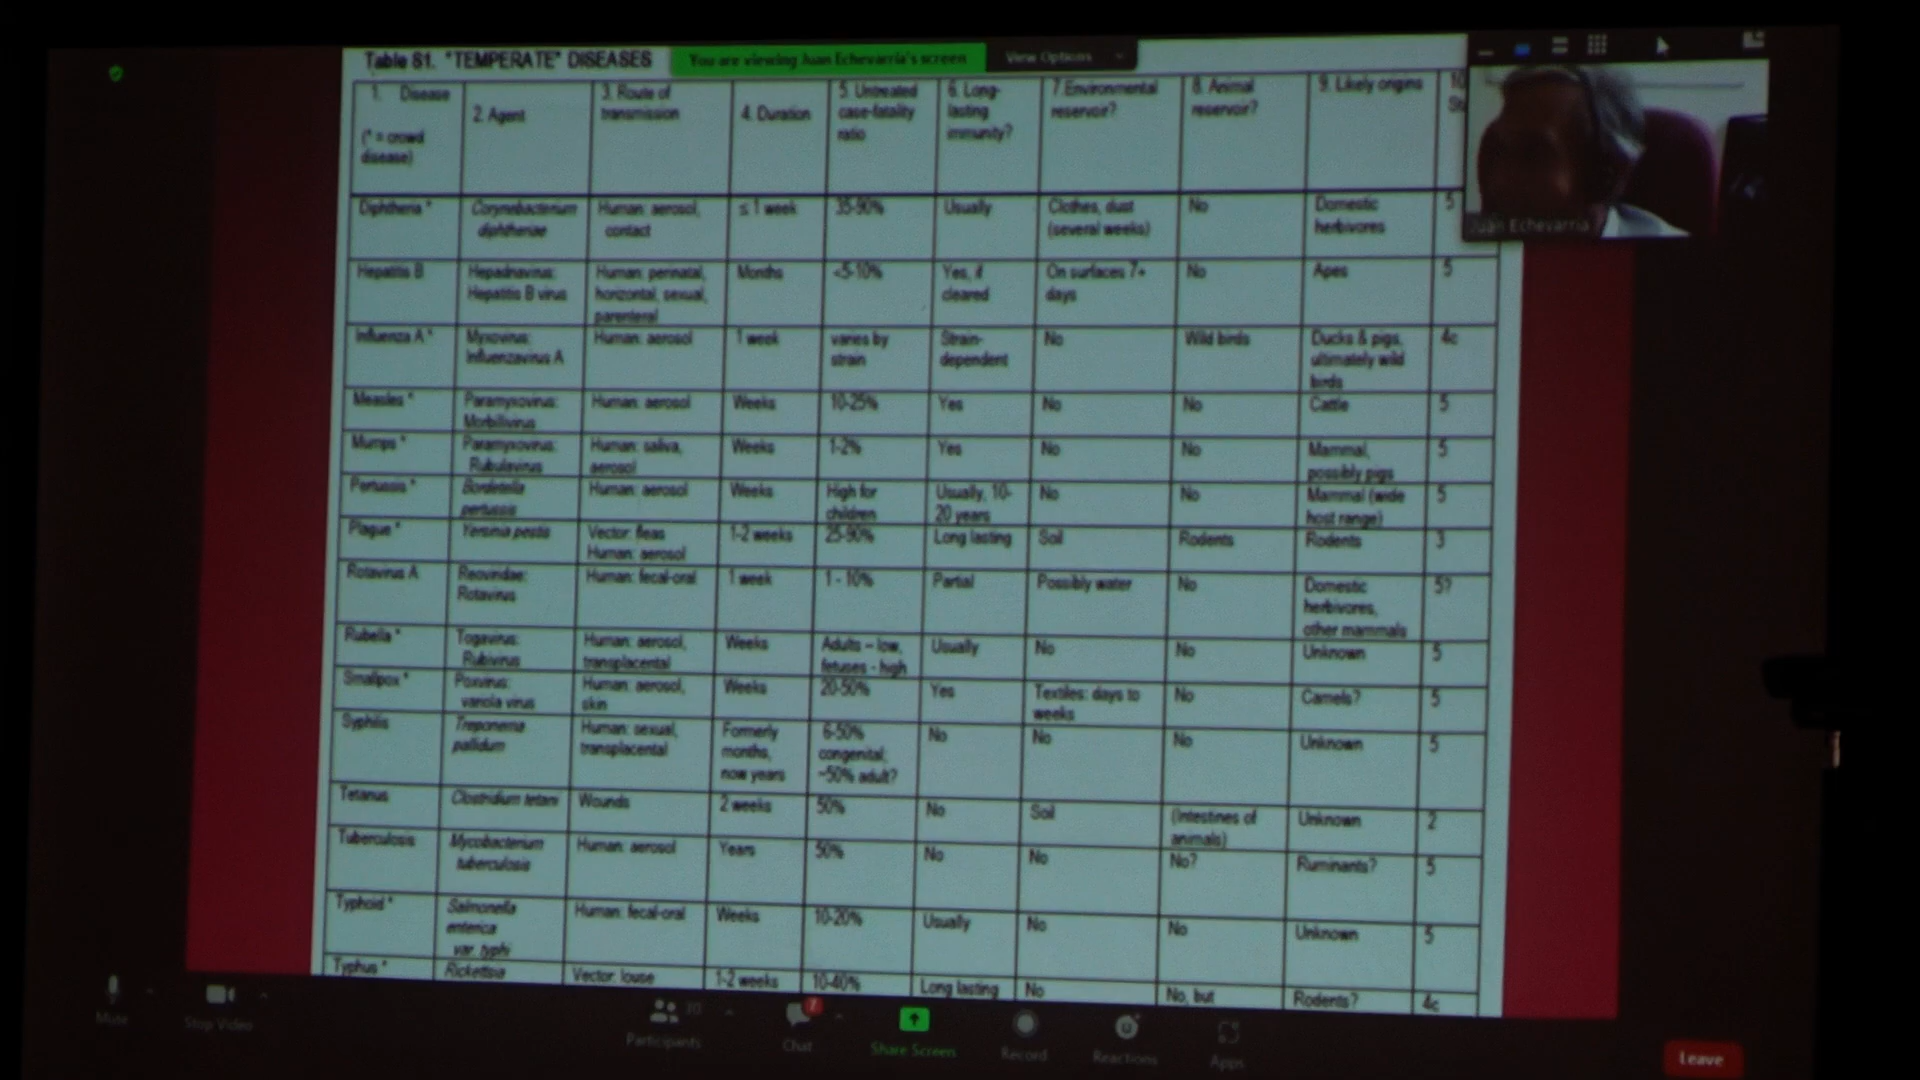 Table S1. "TEMPERATE" DISEASES
You are viewing Juan Echevarria's screen
View Options
1. Disease
(* = crowd
disease)
2. Agent
3. Route of
transmission
4. Duration
5. Untreated
case-fatality
ratio
6. Long-
lasting
immunity?
7.Environmental
reservoir?
8. Animal
reservoir?
9. Likely origins
10
Juan Echevarria
Diphtheria *
Corynebacterium
diphtheriae
Human: aerosol,
contact
≤ 1 week
35-90%
Usually
Clothes, dust
(several weeks)
No
Domestic
herbivores
5
Hepatitis B
Hepadnavirus:
Hepatitis B virus
Human: perinatal,
horizontal, sexual,
parenteral
Months
<5-10%
Yes, if
cleared
On surfaces 7+
days
No
Apes
5
Influenza A *
Myxovirus:
Influenzavirus A
Human: aerosol
1 week
varies by
strain
Strain-
dependent
No
Wild birds
Ducks & pigs,
ultimately wild
birds
4c
Measles *
Paramyxovirus:
Morbillivirus
Human: aerosol
Weeks
10-25%
Yes
No
No
Cattle
5
Mumps *
Paramyxovirus:
Rubulavirus
Human: saliva,
aerosol
Weeks
1-2%
Yes
No
No
Mammal,
possibly pigs
5
Pertussis *
Bordetella
pertussis
Human: aerosol
Weeks
High for
children
Usually, 10-
20 years
No
No
Mammal (wide
host range)
5
Plague *
Yersinia pestis
Vector: fleas
Human: aerosol
1-2 weeks
25-90%
Long lasting
Soil
Rodents
Rodents
3
Rotavirus A
Reoviridae:
Rotavirus
Human: fecal-oral
1 week
1 - 10%
Partial
Possibly water
No
Domestic
herbivores,
other mammals
5?
Rubella *
Togavirus:
Rubivirus
Human: aerosol,
transplacental
Weeks
Adults – low,
fetuses - high
Usually
No
No
Unknown
5
Smallpox *
Poxvirus:
variola virus
Human: aerosol,
skin
Weeks
20-50%
Yes
Textiles: days to
weeks
No
Camels?
5
Syphilis
Treponema
pallidum
Human: sexual,
transplacental
Formerly
months,
now years
6-50%
congenital;
~50% adult?
No
No
No
Unknown
5
Tetanus
Clostridium tetani
Wounds
2 weeks
50%
No
Soil
(Intestines of
animals)
Unknown
2
Tuberculosis
Mycobacterium
tuberculosis
Human: aerosol
Years
50%
No
No
No?
Ruminants?
5
Typhoid *
Salmonella
enterica
var. typhi
Human: fecal-oral
Weeks
10-20%
Usually
No
No
Unknown
5
Typhus *
Rickettsia
Vector: louse
1-2 weeks
10-40%
Long lasting
No
No, but
Rodents?
4c
Mute
Stop Video
Participants
Chat
7
Share Screen
Record
Reactions
Apps
Leave